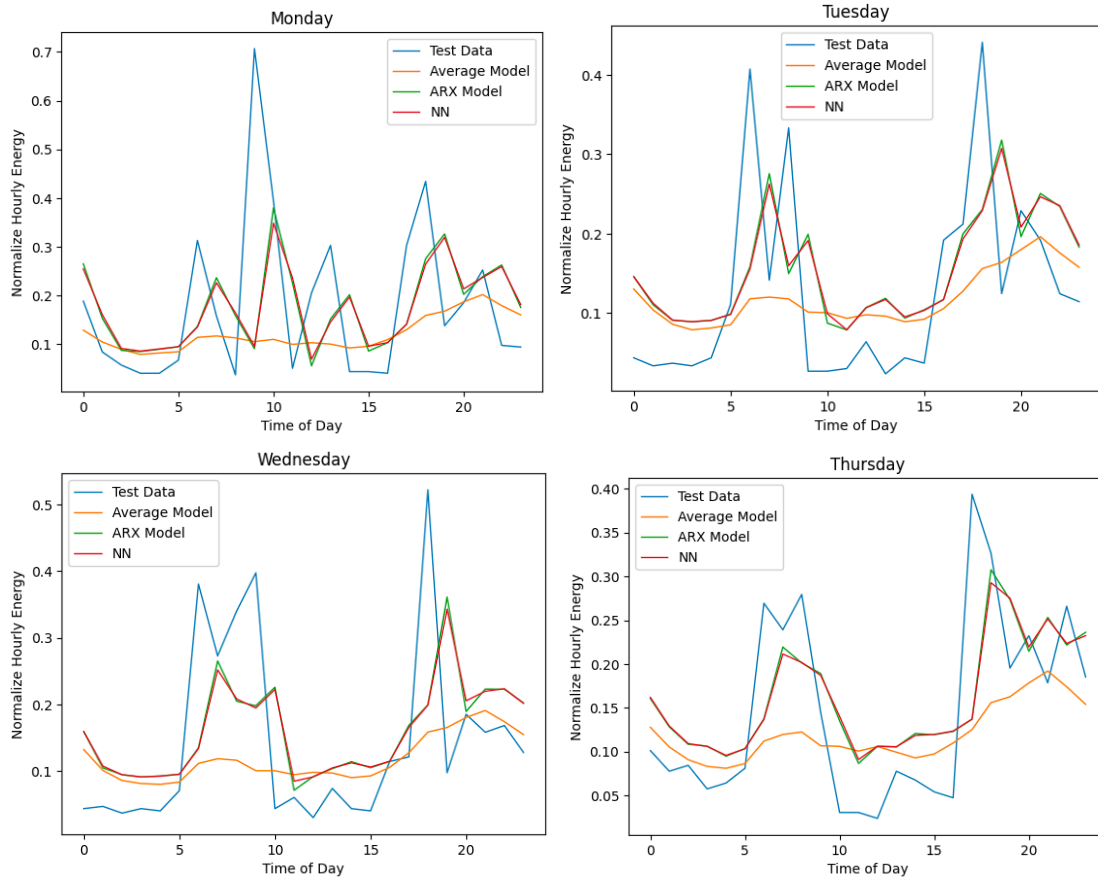 Monday
Normalize Hourly Energy
0.7
0.6
0.5
0.4
0.3
0.2
0.1
Test Data
Average Model
ARX Model
NN
0 5 10 15 20
Time of Day
Tuesday
Normalize Hourly Energy
0.4
0.3
0.2
0.1
Test Data
Average Model
ARX Model
NN
0 5 10 15 20
Time of Day
Wednesday
Normalize Hourly Energy
0.5
0.4
0.3
0.2
0.1
Test Data
Average Model
ARX Model
NN
0 5 10 15 20
Time of Day
Thursday
Normalize Hourly Energy
0.40
0.35
0.30
0.25
0.20
0.15
0.10
0.05
Test Data
Average Model
ARX Model
NN
0 5 10 15 20
Time of Day